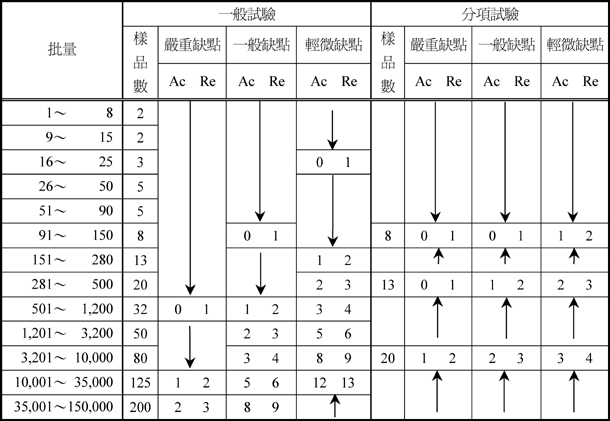 一般試驗 分項試驗
批量 樣品數 嚴重缺點 一般缺點 輕微缺點 樣品數 嚴重缺點 一般缺點 輕微缺點
Ac Re Ac Re Ac Re Ac Re Ac Re Ac Re
1～ 8 2
9～ 15 2
16～ 25 3 0 1
26～ 50 5
51～ 90 5
91～ 150 8 0 1 8 0 1 0 1 1 2
151～ 280 13 1 2
281～ 500 20 2 3 13 0 1 1 2 2 3
501～ 1,200 32 0 1 1 2 3 4
1,201～ 3,200 50 2 3 5 6
3,201～ 10,000 80 3 4 8 9 20 1 2 2 3 3 4
10,001～ 35,000 125 1 2 5 6 12 13
35,001～150,000 200 2 3 8 9